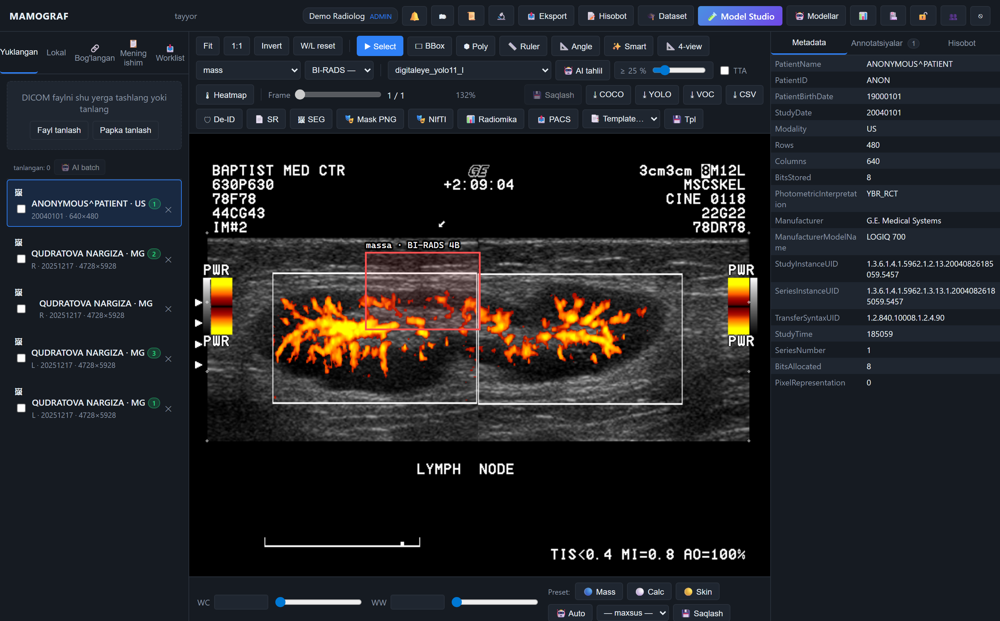 MAMOGRAF
tayyor
Demo Radiolog ADMIN
Eksport
Hisobot
Dataset
Model Studio
Modellar
Yuklangan
Lokal
Bog'langan
Mening
ishim
Worklist
DICOM faylni shu yerga tashlang yoki
tanlang
Fayl tanlash
Papka tanlash
tanlangan: 0
AI batch
ANONYMOUS^PATIENT · US 1
20040101 · 640×480
QUDRATOVA NARGIZA · MG 2
R · 20251217 · 4728×5928
QUDRATOVA NARGIZA · MG
R · 20251217 · 4728×5928
QUDRATOVA NARGIZA · MG 3
L · 20251217 · 4728×5928
QUDRATOVA NARGIZA · MG 1
L · 20251217 · 4728×5928
Fit
1:1
Invert
W/L reset
Select
BBox
Poly
Ruler
Angle
Smart
4-view
mass
BI-RADS —
digitaleye_yolo11_l
AI tahlil
≥ 25 %
TTA
Heatmap
Frame
1 / 1
132%
Saqlash
↓ COCO
↓ YOLO
↓ VOC
↓ CSV
De-ID
SR
SEG
Mask PNG
NIfTI
Radiomika
PACS
Template...
Tpl
BAPTIST MED CTR
630P630
78F78
44CG43
IM#2
GE
+2:09:04
3cm3cm 8M12L
MSCSKEL
CINE 0118
22G22
78DR78
massa · BI-RADS 4B
PWR
PWR
PWR
PWR
LYMPH NODE
TIS<0.4 MI=0.8 AO=100%
WC
WW
Preset:
Mass
Calc
Skin
Auto
— maxsus —
Saqlash
Metadata
Annotatsiyalar 1
Hisobot
PatientName ANONYMOUS^PATIENT
PatientID ANON
PatientBirthDate 19000101
StudyDate 20040101
Modality US
Rows 480
Columns 640
BitsStored 8
PhotometricInterpretat YBR_RCT
ion
Manufacturer G.E. Medical Systems
ManufacturerModelNa LOGIQ 700
me
StudyInstanceUID 1.3.6.1.4.1.5962.1.2.13.20040826185
059.5457
SeriesInstanceUID 1.3.6.1.4.1.5962.1.3.13.1.2004082618
5059.5457
TransferSyntaxUID 1.2.840.10008.1.2.4.90
StudyTime 185059
SeriesNumber 1
BitsAllocated 8
PixelRepresentation 0